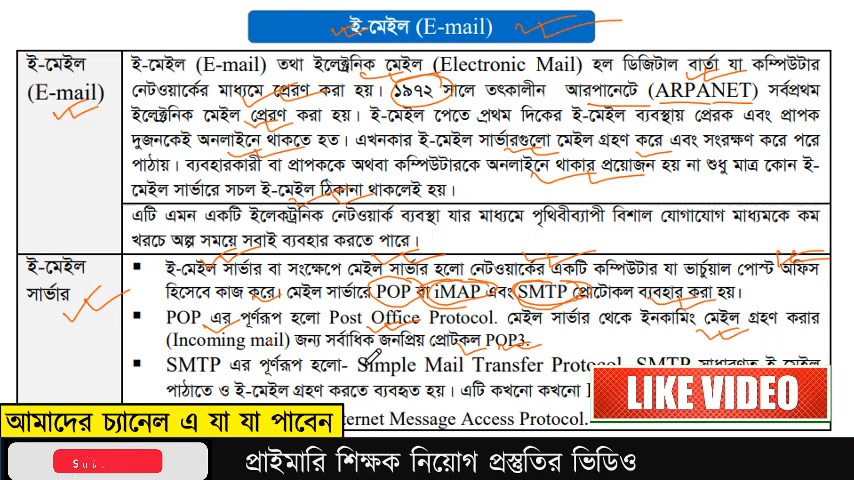 ই-মেইল (E-mail)
ই-মেইল
(E-mail)
ই-মেইল (E-mail) তথা ইলেক্ট্রনিক মেইল (Electronic Mail) হল ডিজিটাল বার্তা যা কম্পিউটার
নেটওয়ার্কের মাধ্যমে প্রেরণ করা হয়। ১৯৭২ সালে তৎকালীন আরপানেটে (ARPANET) সর্বপ্রথম
ইলেক্ট্রনিক মেইল প্রেরণ করা হয়। ই-মেইল পেতে প্রথম দিকের ই-মেইল ব্যবস্থায় প্রেরক এবং প্রাপক
দুজনকেই অনলাইনে থাকতে হত। এখনকার ই-মেইল সার্ভারগুলো মেইল গ্রহণ করে এবং সংরক্ষণ করে পরে
পাঠায়। ব্যবহারকারী বা প্রাপককে অথবা কম্পিউটারকে অনলাইনে থাকার প্রয়োজন হয় না শুধু মাত্র কোন ই-
মেইল সার্ভারে সচল ই-মেইল ঠিকানা থাকলেই হয়।
এটি এমন একটি ইলেকট্রনিক নেটওয়ার্ক ব্যবস্থা যার মাধ্যমে পৃথিবীব্যাপী বিশাল যোগাযোগ মাধ্যমকে কম
খরচে অল্প সময়ে সবাই ব্যবহার করতে পারে।
ই-মেইল
সার্ভার
▪ ই-মেইল সার্ভার বা সংক্ষেপে মেইল সার্ভার হলো নেটওয়ার্কের একটি কম্পিউটার যা ভার্চুয়াল পোস্ট অফিস
হিসেবে কাজ করে। মেইল সার্ভারে POP বা iMAP এবং SMTP প্রোটোকল ব্যবহার করা হয়।
▪ POP এর পূর্ণরূপ হলো Post Office Protocol. মেইল সার্ভার থেকে ইনকামিং মেইল গ্রহণ করার
(Incoming mail) জন্য সর্বাধিক জনপ্রিয় প্রোটকল POP3.
▪ SMTP এর পূর্ণরূপ হলো- Simple Mail Transfer Protocol. SMTP সাধারণত ই-মেইল
পাঠাতে ও ই-মেইল গ্রহণ করতে ব্যবহৃত হয়। এটি কখনো কখনো
ternet Message Access Protocol.
LIKE VIDEO
আমাদের চ্যানেল এ যা যা পাবেন
প্রাইমারি শিক্ষক নিয়োগ প্রস্তুতির ভিডিও